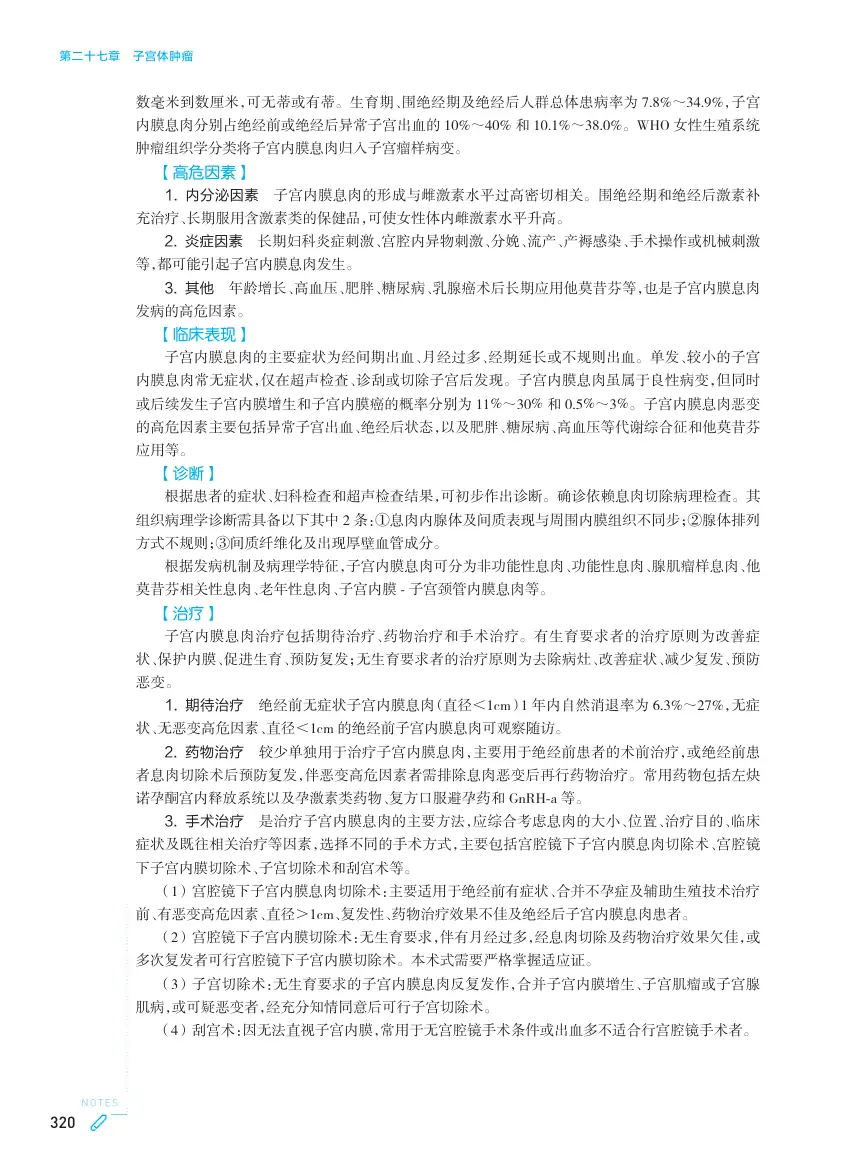 第二十七章　子宫体肿瘤
数毫米到数厘米,可无蒂或有蒂。生育期、围绝经期及绝经后人群总体患病率为 7.8%～34.9%,子宫
内膜息肉分别占绝经前或绝经后异常子宫出血的 10%～40% 和 10.1%～38.0%。WHO 女性生殖系统
肿瘤组织学分类将子宫内膜息肉归入子宫瘤样病变。
【高危因素】
1. 内分泌因素　子宫内膜息肉的形成与雌激素水平过高密切相关。围绝经期和绝经后激素补
充治疗、长期服用含激素类的保健品,可使女性体内雌激素水平升高。
2. 炎症因素　长期妇科炎症刺激、宫腔内异物刺激、分娩、流产、产褥感染、手术操作或机械刺激
等,都可能引起子宫内膜息肉发生。
3. 其他　年龄增长、高血压、肥胖、糖尿病、乳腺癌术后长期应用他莫昔芬等,也是子宫内膜息肉
发病的高危因素。
【临床表现】
子宫内膜息肉的主要症状为经间期出血、月经过多、经期延长或不规则出血。单发、较小的子宫
内膜息肉常无症状,仅在超声检查、诊刮或切除子宫后发现。子宫内膜息肉虽属于良性病变,但同时
或后续发生子宫内膜增生和子宫内膜癌的概率分别为 11%～30% 和 0.5%～3%。子宫内膜息肉恶变
的高危因素主要包括异常子宫出血、绝经后状态,以及肥胖、糖尿病、高血压等代谢综合征和他莫昔芬
应用等。
【诊断】
根据患者的症状、妇科检查和超声检查结果,可初步作出诊断。确诊依赖息肉切除病理检查。其
组织病理学诊断需具备以下其中 2 条:①息肉内腺体及间质表现与周围内膜组织不同步;②腺体排列
方式不规则;③间质纤维化及出现厚壁血管成分。
根据发病机制及病理学特征,子宫内膜息肉可分为非功能性息肉、功能性息肉、腺肌瘤样息肉、他
莫昔芬相关性息肉、老年性息肉、子宫内膜 - 子宫颈管内膜息肉等。
【治疗】
子宫内膜息肉治疗包括期待治疗、药物治疗和手术治疗。有生育要求者的治疗原则为改善症
状、保护内膜、促进生育、预防复发;无生育要求者的治疗原则为去除病灶、改善症状、减少复发、预防
恶变。
1. 期待治疗　绝经前无症状子宫内膜息肉(直径＜1cm)1 年内自然消退率为 6.3%～27%,无症
状、无恶变高危因素、直径＜1cm 的绝经前子宫内膜息肉可观察随访。
2. 药物治疗　较少单独用于治疗子宫内膜息肉,主要用于绝经前患者的术前治疗,或绝经前患
者息肉切除术后预防复发,伴恶变高危因素者需排除息肉恶变后再行药物治疗。常用药物包括左炔
诺孕酮宫内释放系统以及孕激素类药物、复方口服避孕药和 GnRH-a 等。
3. 手术治疗　是治疗子宫内膜息肉的主要方法,应综合考虑息肉的大小、位置、治疗目的、临床
症状及既往相关治疗等因素,选择不同的手术方式,主要包括宫腔镜下子宫内膜息肉切除术、宫腔镜
下子宫内膜切除术、子宫切除术和刮宫术等。
(1)宫腔镜下子宫内膜息肉切除术:主要适用于绝经前有症状、合并不孕症及辅助生殖技术治疗
前、有恶变高危因素、直径＞1cm、复发性、药物治疗效果不佳及绝经后子宫内膜息肉患者。
(2)宫腔镜下子宫内膜切除术:无生育要求,伴有月经过多,经息肉切除及药物治疗效果欠佳,或
多次复发者可行宫腔镜下子宫内膜切除术。本术式需要严格掌握适应证。
(3)子宫切除术:无生育要求的子宫内膜息肉反复发作,合并子宫内膜增生、子宫肌瘤或子宫腺
肌病,或可疑恶变者,经充分知情同意后可行子宫切除术。
(4)刮宫术:因无法直视子宫内膜,常用于无宫腔镜手术条件或出血多不适合行宫腔镜手术者。
NOTES
320